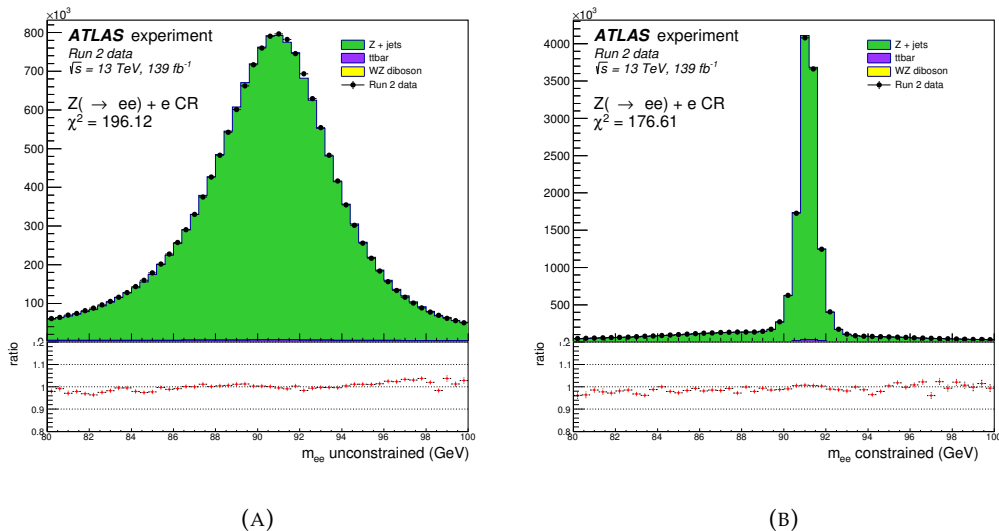 ×10³
ATLAS experiment
Run 2 data
√s = 13 TeV, 139 fb⁻¹
Z( → ee) + e CR
χ² = 196.12
Z + jets
ttbar
WZ diboson
Run 2 data
800
700
600
500
400
300
200
100
ratio
1.2
1.1
1
0.9
0.8
80 82 84 86 88 90 92 94 96 98 100
m_ee unconstrained (GeV)
(A)
×10³
ATLAS experiment
Run 2 data
√s = 13 TeV, 139 fb⁻¹
Z( → ee) + e CR
χ² = 176.61
Z + jets
ttbar
WZ diboson
Run 2 data
4000
3500
3000
2500
2000
1500
1000
500
ratio
1.2
1.1
1
0.9
0.8
80 82 84 86 88 90 92 94 96 98 100
m_ee constrained (GeV)
(B)